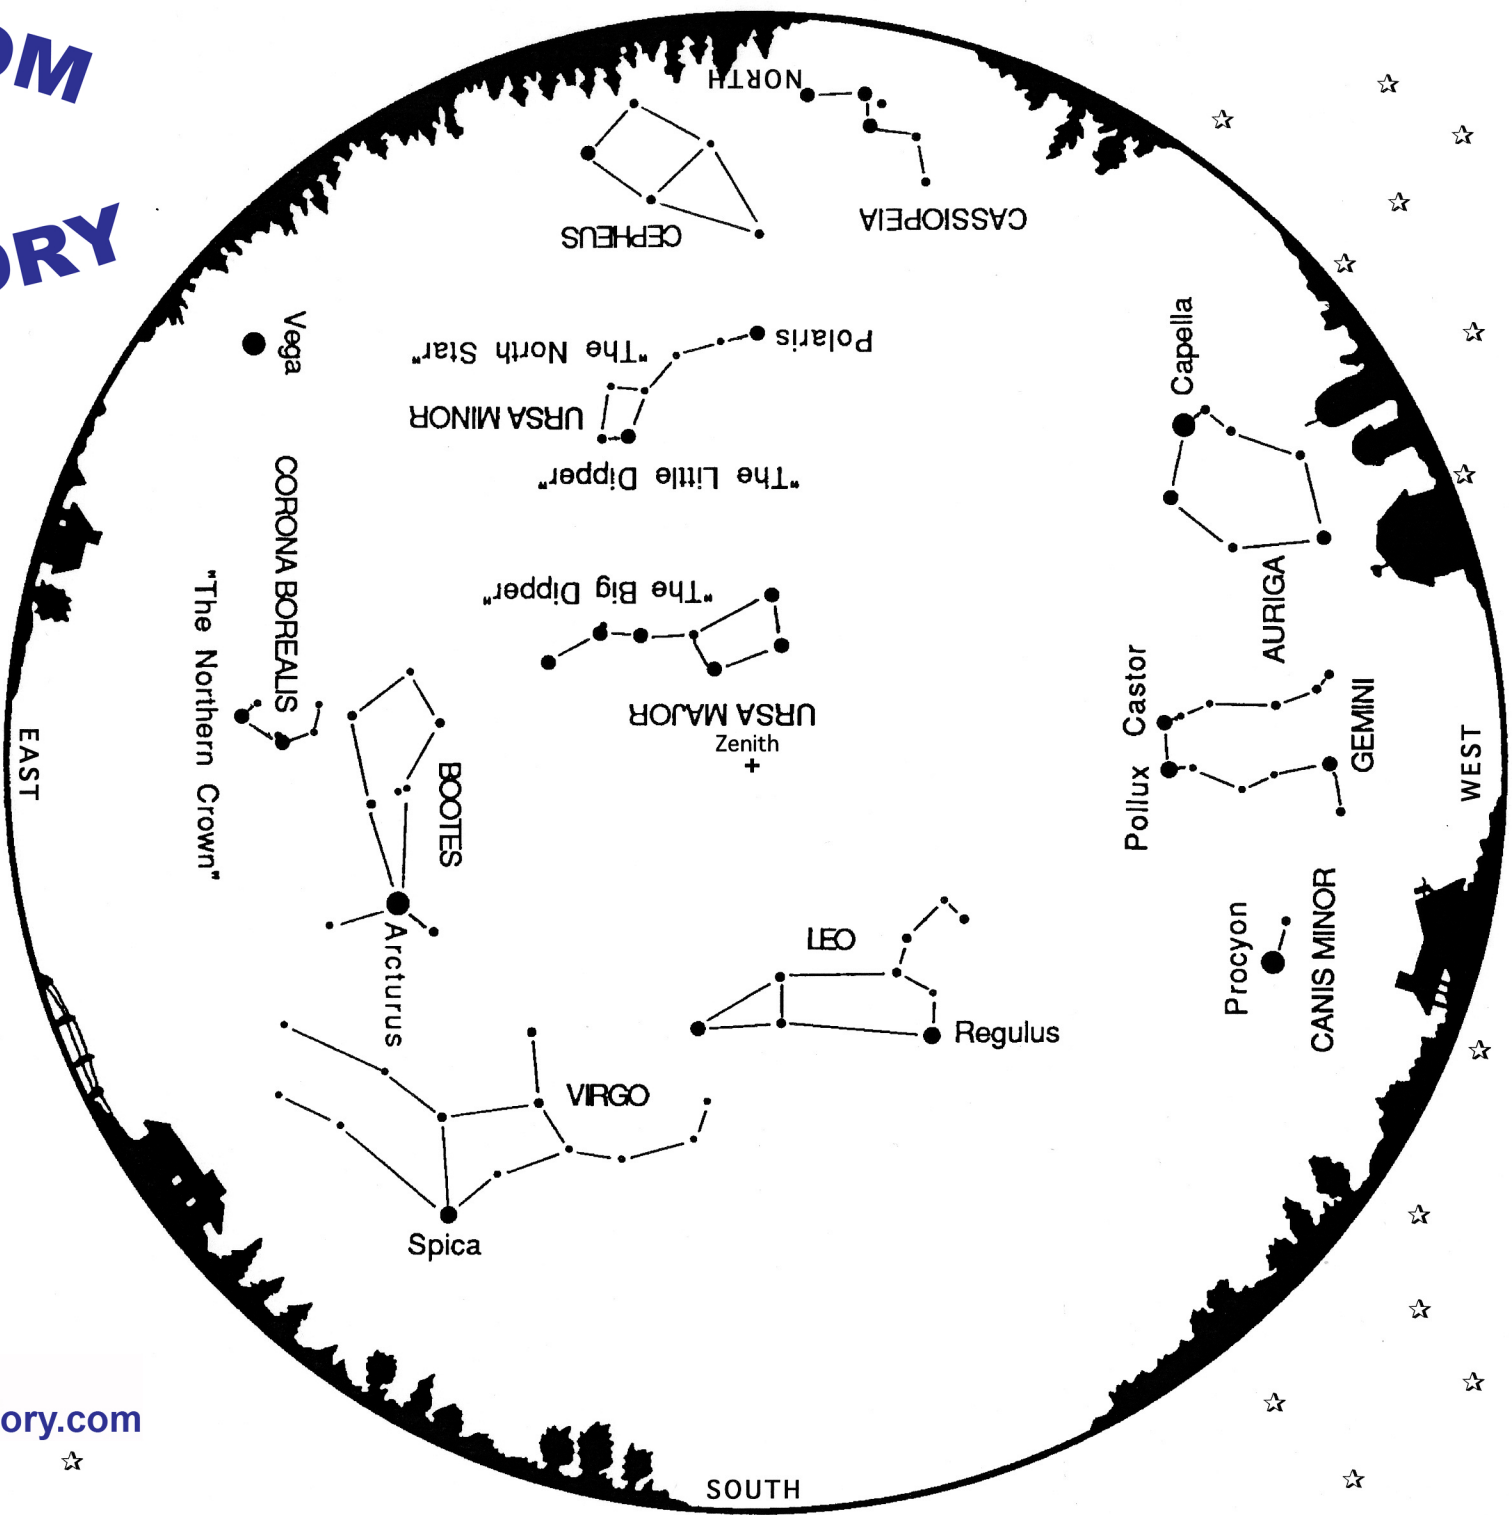 OM
ORY
NORTH
CASSIOPEIA
CEPHEUS
Vega
"The North Star"
Polaris
Capella
URSA MINOR
"The Little Dipper"
CORONA BOREALIS
"The Northern Crown"
"The Big Dipper"
URSA MAJOR
Zenith
AURIGA
Castor
Pollux
GEMINI
EAST
WEST
BOOTES
Arcturus
LEO
Regulus
Procyon
CANIS MINOR
VIRGO
Spica
ory.com
SOUTH